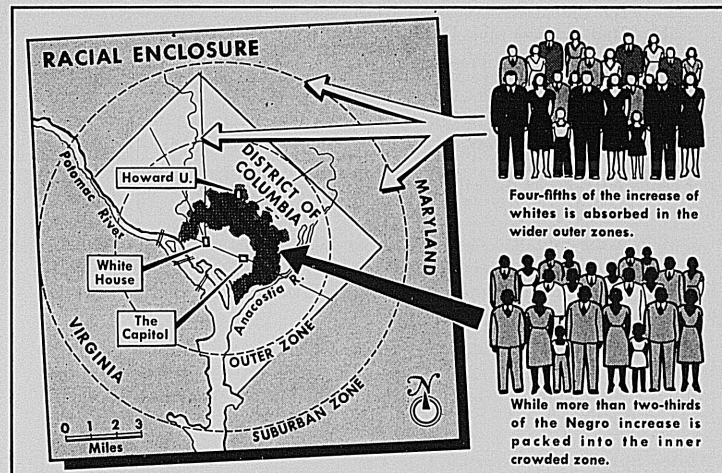 RACIAL ENCLOSURE
Potomac River
Howard U.
DISTRICT OF
COLUMBIA
MARYLAND
White
House
The
Capitol
Anacostia R.
VIRGINIA
OUTER ZONE
SUBURBAN ZONE
N
0 1 2 3
Miles
Four-fifths of the increase of
whites is absorbed in the
wider outer zones.
While more than two-thirds
of the Negro increase is
packed into the inner
crowded zone.